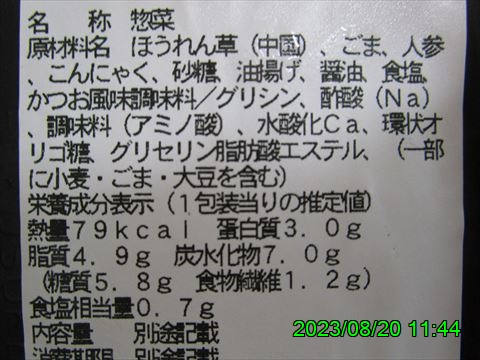 名 称 惣菜
原材料名 ほうれん草（中国）、ごま、人参
、こんにゃく、砂糖、油揚げ、醤油、食塩、
かつお風味調味料／グリシン、酢酸（Ｎａ）
、調味料（アミノ酸）、水酸化Ｃａ、環状オ
リゴ糖、グリセリン脂肪酸エステル、（一部
に小麦・ごま・大豆を含む）
栄養成分表示（１包装当りの推定値）
熱量７９ｋｃａｌ 蛋白質３．０ｇ
脂質４．９ｇ 炭水化物７．０ｇ
（糖質５．８ｇ 食物繊維１．２ｇ）
食塩相当量０．７ｇ
内容量 別途記載
消費期限 別途記載
2023/08/20 11:44